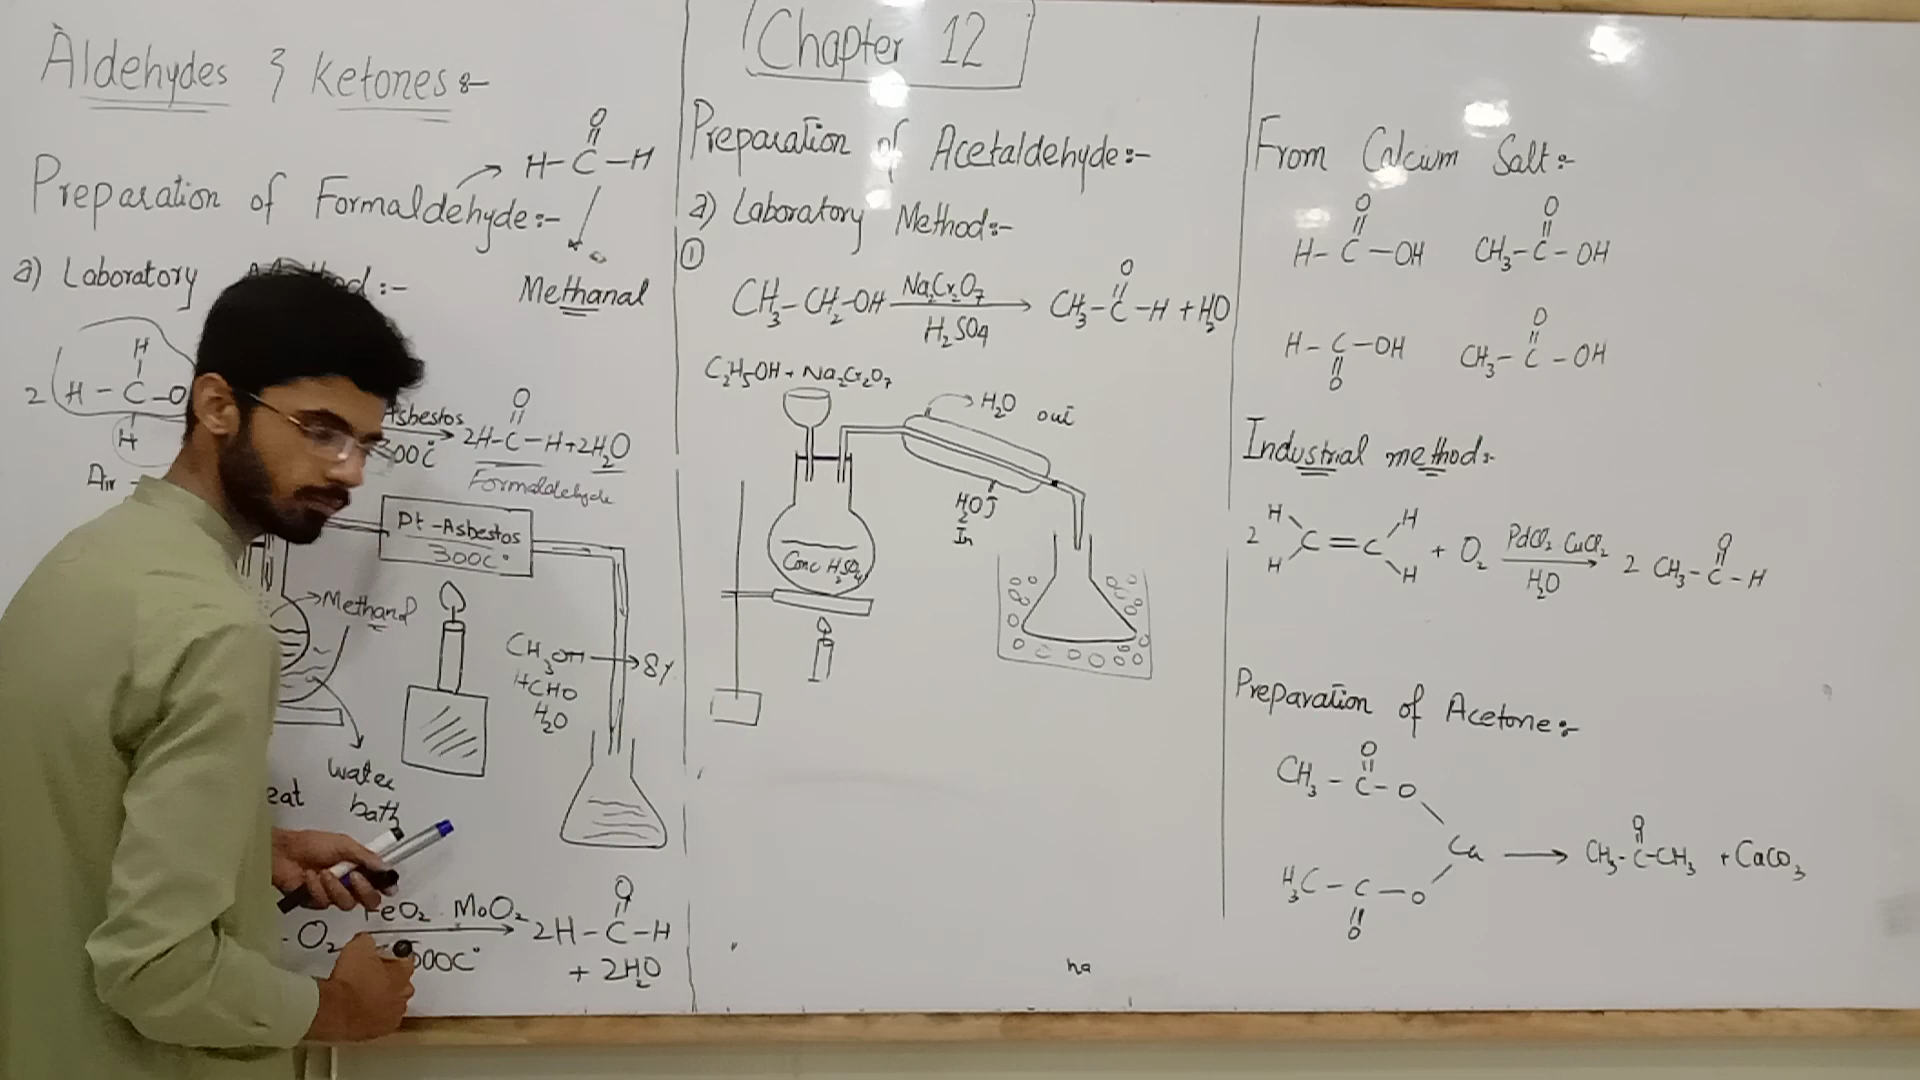 Aldehydes & Ketones:-
Preparation of Formaldehyde:-
O
H-C-H
Methanal
a) Laboratory
2(H-C-O
H
H
Asbestos
300C°
2H-C-H+2H2O
O
Formaldehyde
Air
Pt-Asbestos
300C°
Methanol
CH3OH
HCHO
H2O
water
bath
eat
O2
FeO2 MoO2
500C°
2H-C-H
O
+ 2H2O
Chapter 12
Preparation of Acetaldehyde:-
a) Laboratory Method:-
1
CH3-CH2-OH
Na2Cr2O7
H2SO4
O
CH3-C-H + H2O
C2H5OH + Na2Cr2O7
H2O out
H2O
In
Conc H2SO4
na
From Calcium Salt:-
O
H-C-OH
O
CH3-C-OH
H-C-OH
O
O
CH3-C-OH
Industrial method:-
2
H
H
C=C
H
H
+ O2
PdCl2 CuCl2
H2O
2 CH3-C-H
O
Preparation of Acetone:-
O
CH3-C-O
Ca
H3C-C-O
O
O
CH3-C-CH3 + CaCO3